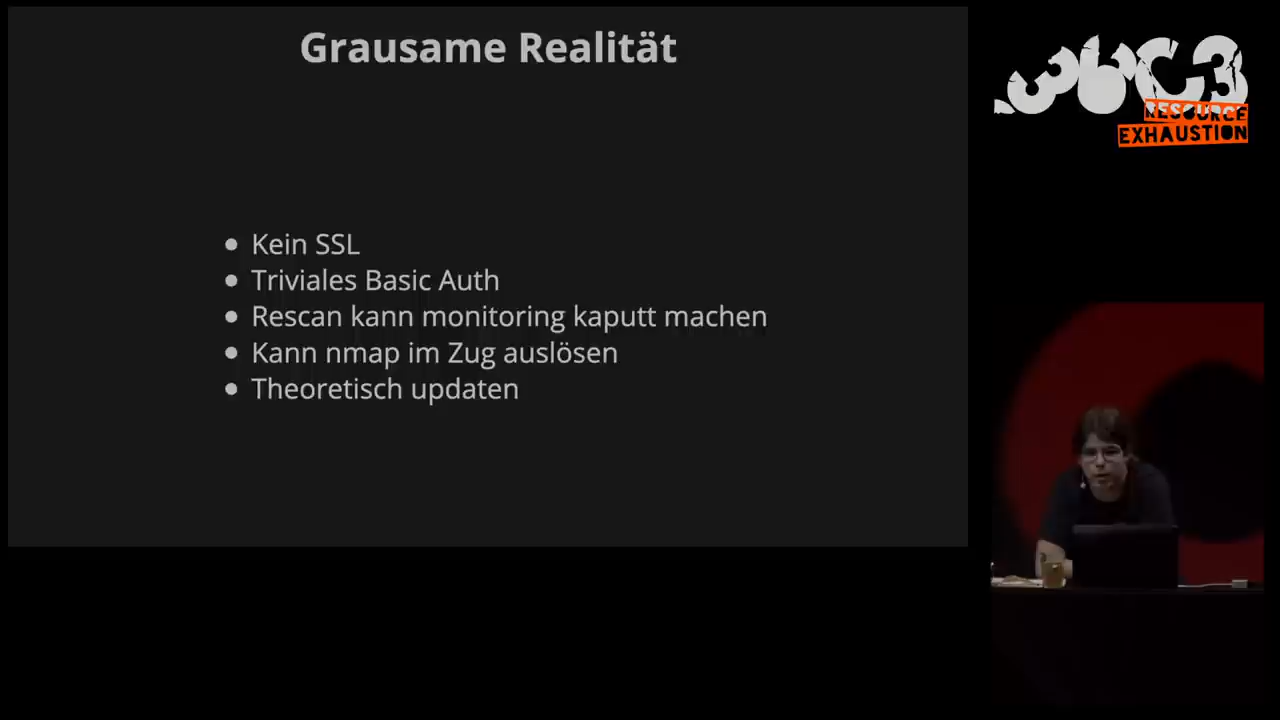 Grausame Realität
Kein SSL
Triviales Basic Auth
Rescan kann monitoring kaputt machen
Kann nmap im Zug auslösen
Theoretisch updaten
36C3
RESOURCE
EXHAUSTION